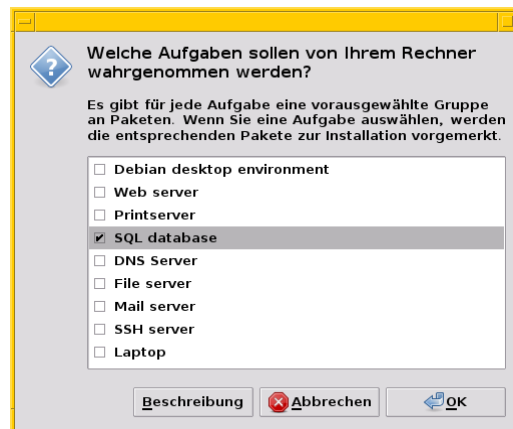 Welche Aufgaben sollen von Ihrem Rechner
wahrgenommen werden?
Es gibt für jede Aufgabe eine vorausgewählte Gruppe
an Paketen. Wenn Sie eine Aufgabe auswählen, werden
die entsprechenden Pakete zur Installation vorgemerkt.
Debian desktop environment
Web server
Printserver
SQL database
DNS Server
File server
Mail server
SSH server
Laptop
Beschreibung Abbrechen OK